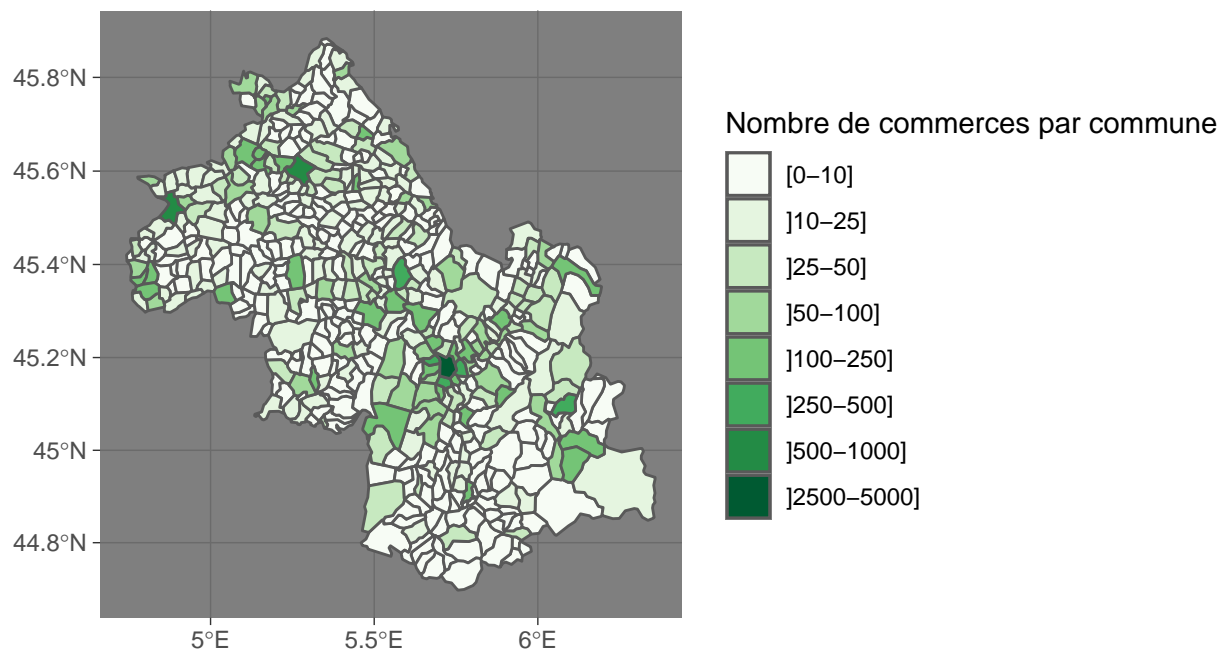 45.8°N
45.6°N
45.4°N
45.2°N
45°N
44.8°N
5°E
5.5°E
6°E
Nombre de commerces par commune
[0–10]
]10–25]
]25–50]
]50–100]
]100–250]
]250–500]
]500–1000]
]2500–5000]